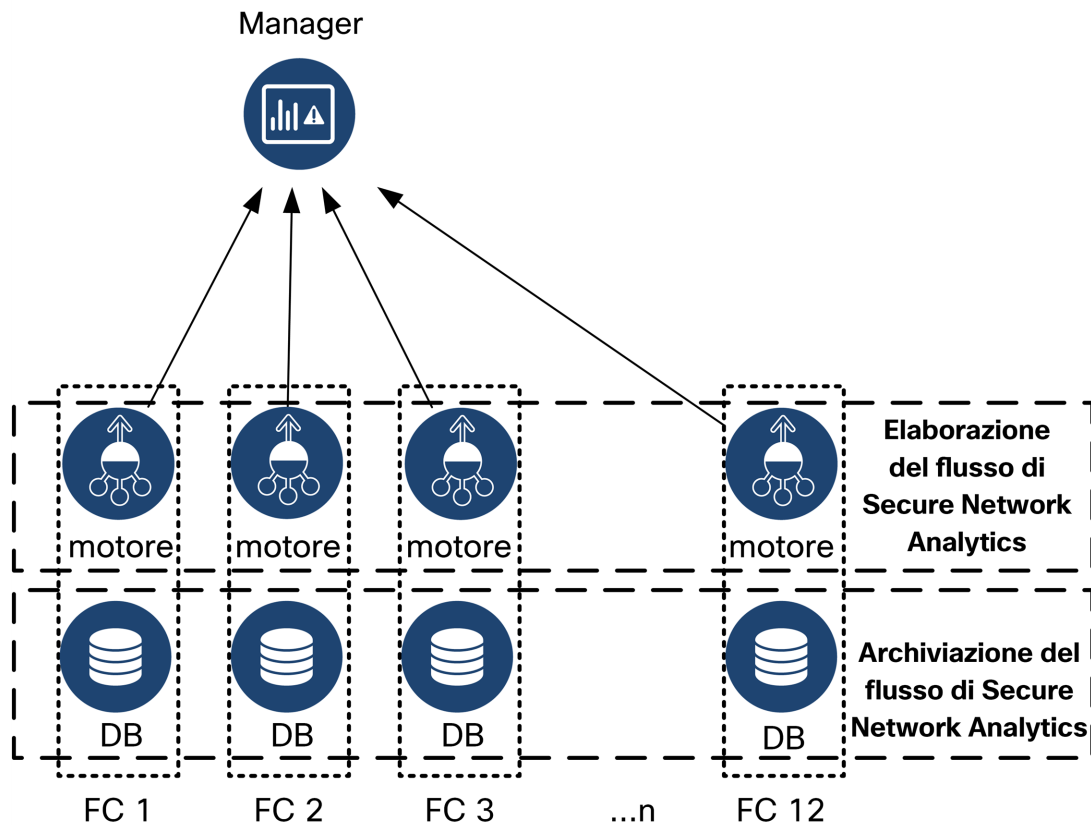 Manager
Elaborazione
del flusso di
Secure Network
Analytics
motore
motore
motore
motore
Archiviazione del
flusso di Secure
Network Analytics
DB
DB
DB
DB
FC 1
FC 2
FC 3
...n
FC 12